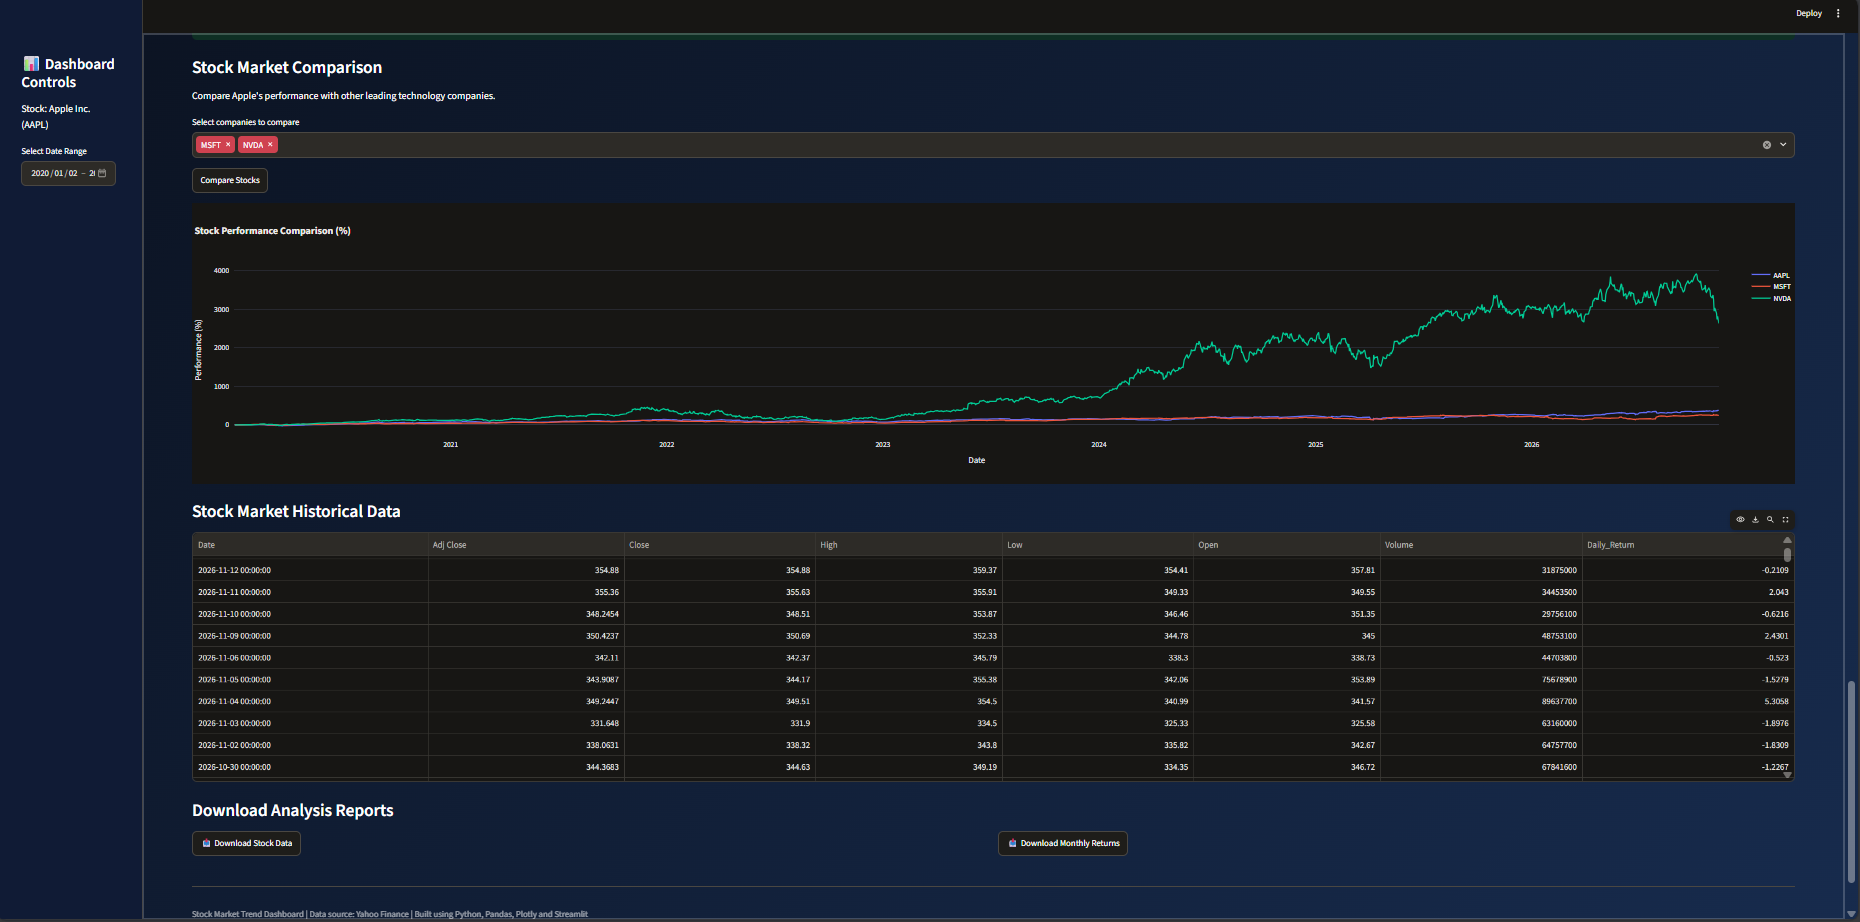 Deploy
Dashboard
Controls
Stock: Apple Inc.
(AAPL)
Select Date Range
2020/01/02 –
Stock Market Comparison
Compare Apple's performance with other leading technology companies.
Select companies to compare
MSFT × NVDA ×
Compare Stocks
Stock Performance Comparison (%)
Performance (%)
4000
3000
2000
1000
0
2021 2022 2023 2024 2025 2026
Date
AAPL
MSFT
NVDA
Stock Market Historical Data
Date Adj Close Close High Low Open Volume Daily_Return
2026-11-12 00:00:00 354.88 354.88 359.37 354.41 357.81 31875000 -0.2109
2026-11-11 00:00:00 355.36 355.63 355.91 349.33 349.55 34453500 2.043
2026-11-10 00:00:00 348.2454 348.51 353.87 346.46 351.35 29756100 -0.6216
2026-11-09 00:00:00 350.4237 350.69 352.33 344.78 345 48753100 2.4301
2026-11-06 00:00:00 342.11 342.37 345.79 338.3 338.73 44703800 -0.523
2026-11-05 00:00:00 343.9087 344.17 355.38 342.06 353.89 75678900 -1.5279
2026-11-04 00:00:00 349.2447 349.51 354.5 340.99 341.57 89637700 5.3058
2026-11-03 00:00:00 331.648 331.9 334.5 325.33 325.58 63160000 -1.8976
2026-11-02 00:00:00 338.0631 338.32 343.8 335.82 342.67 64757700 -1.8309
2026-10-30 00:00:00 344.3683 344.63 349.19 334.35 346.72 67841600 -1.2267
Download Analysis Reports
Download Stock Data
Download Monthly Returns
Stock Market Trend Dashboard | Data source: Yahoo Finance | Built using Python, Pandas, Plotly and Streamlit